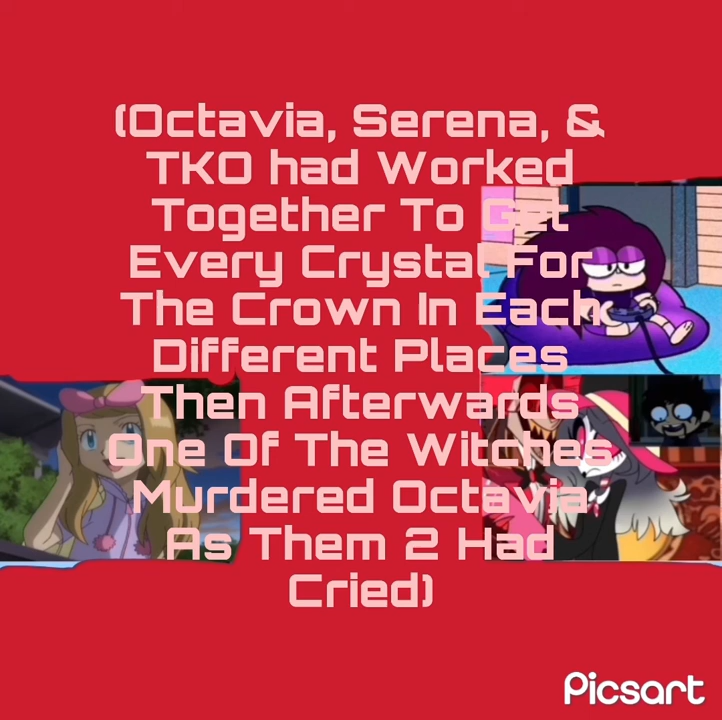 (Octavia, Serena, &
TKO had Worked
Together To Get
Every Crystal For
The Crown In Each
Different Places
Then Afterwards
One Of The Witches
Murdered Octavia
As Them 2 Had
Cried)
Picsart